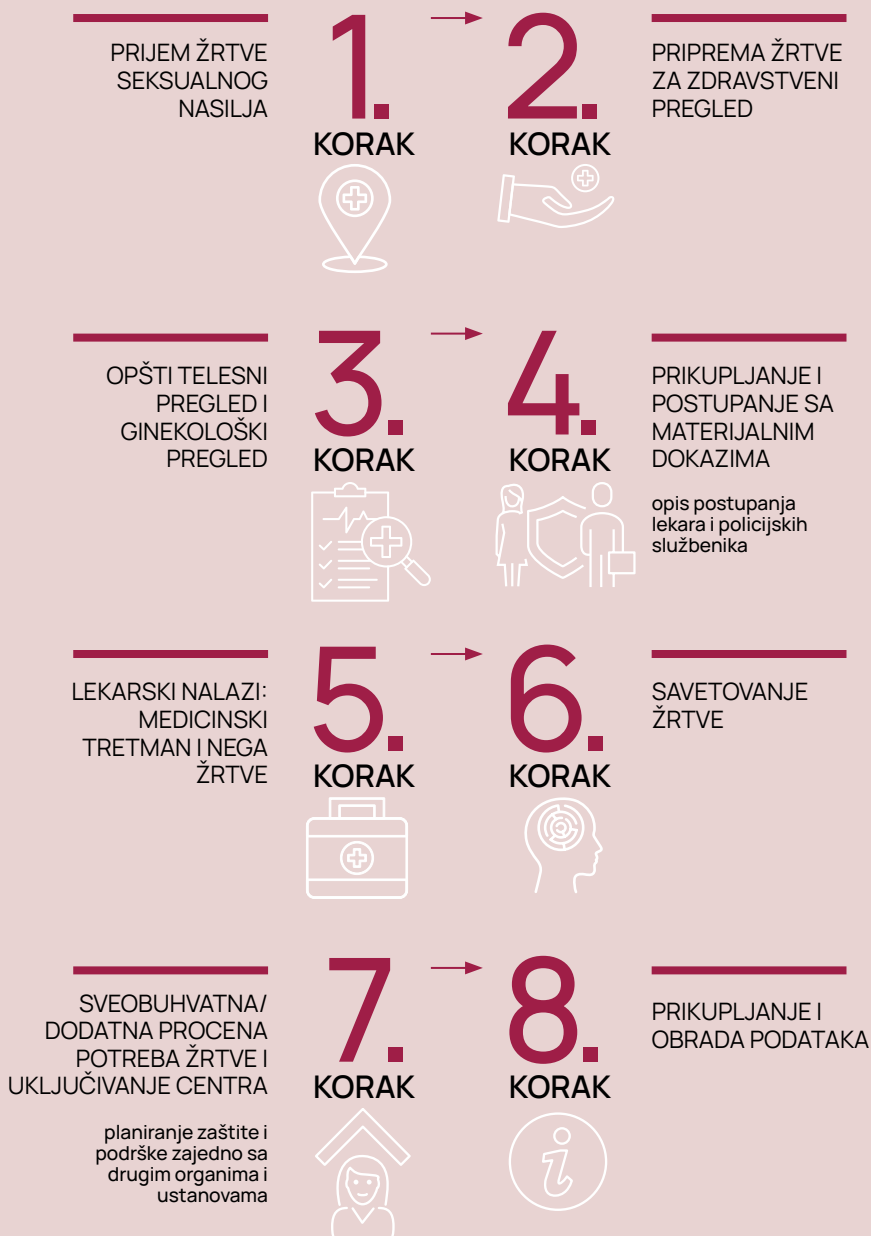 PRIJEM ŽRTVE
SEKSUALNOG
NASILJA
1.
KORAK
2.
KORAK
PRIPREMA ŽRTVE
ZA ZDRAVSTVENI
PREGLED
OPŠTI TELESNI
PREGLED I
GINEKOLOŠKI
PREGLED
3.
KORAK
4.
KORAK
PRIKUPLJANJE I
POSTUPANJE SA
MATERIJALNIM
DOKAZIMA
opis postupanja
lekara i policijskih
službenika
LEKARSKI NALAZI:
MEDICINSKI
TRETMAN I NEGA
ŽRTVE
5.
KORAK
6.
KORAK
SAVETOVANJE
ŽRTVE
SVEOBUHVATNA/
DODATNA PROCENA
POTREBA ŽRTVE I
UKLJUČIVANJE CENTRA
planiranje zaštite i
podrške zajedno sa
drugim organima i
ustanovama
7.
KORAK
8.
KORAK
i
PRIKUPLJANJE I
OBRADA PODATAKA